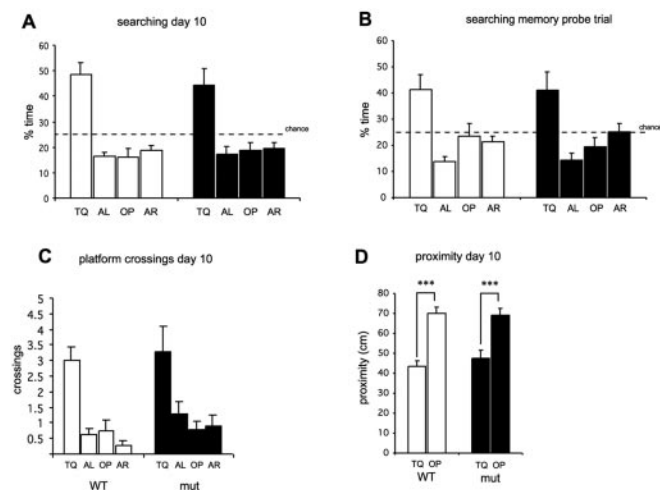 A
searching day 10
% time
60
50
40
30
20
10
0
chance
TQ AL OP AR TQ AL OP AR
B
searching memory probe trial
% time
60
50
40
30
20
10
0
chance
TQ AL OP AR TQ AL OP AR
C
platform crossings day 10
crossings
5
4.5
4
3.5
3
2.5
2
1.5
1
0.5
TQ AL OP AR TQ AL OP AR
WT mut
D
proximity day 10
proximity (cm)
80
70
60
50
40
30
20
10
0
*** ***
TQ OP TQ OP
WT mut